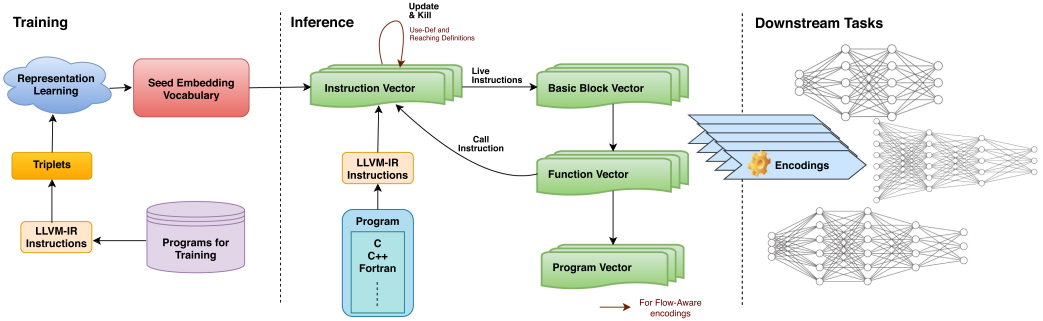 Training
Representation
Learning
Seed Embedding
Vocabulary
Triplets
LLVM-IR
Instructions
Programs for
Training
Inference
Update
& Kill
Use-Def and
Reaching Definitions
Instruction Vector
Live
Instructions
Basic Block Vector
Call
Instruction
LLVM-IR
Instructions
Function Vector
Program
C
C++
Fortran
Program Vector
For Flow-Aware
encodings
Downstream Tasks
Encodings